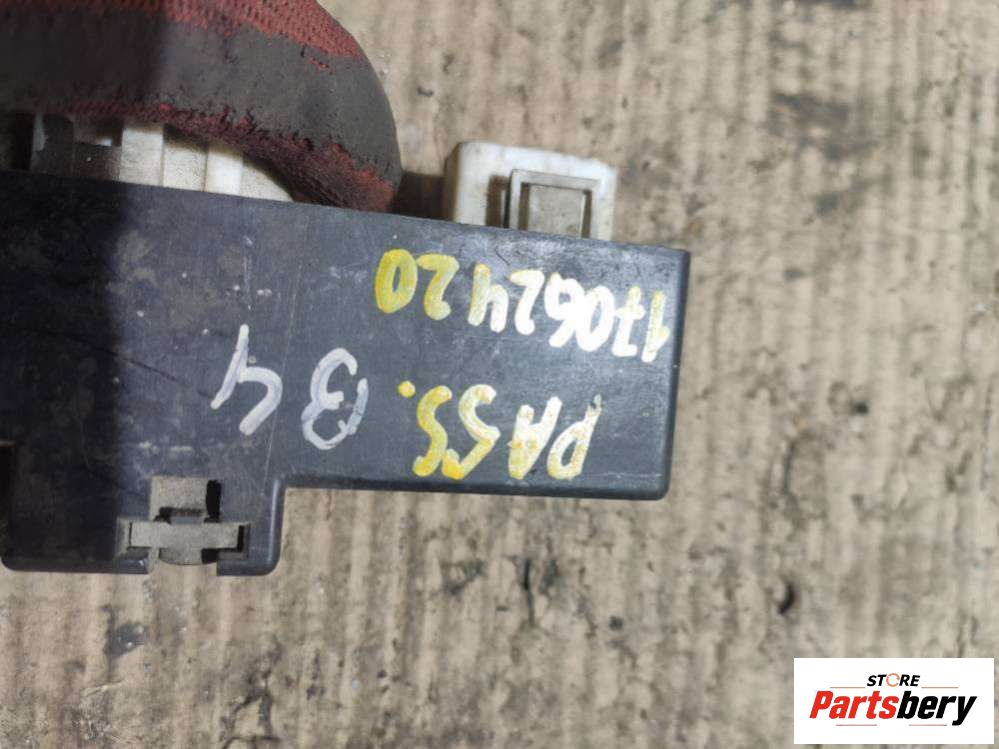 PASS. B4
17062420
STORE
Partsbery